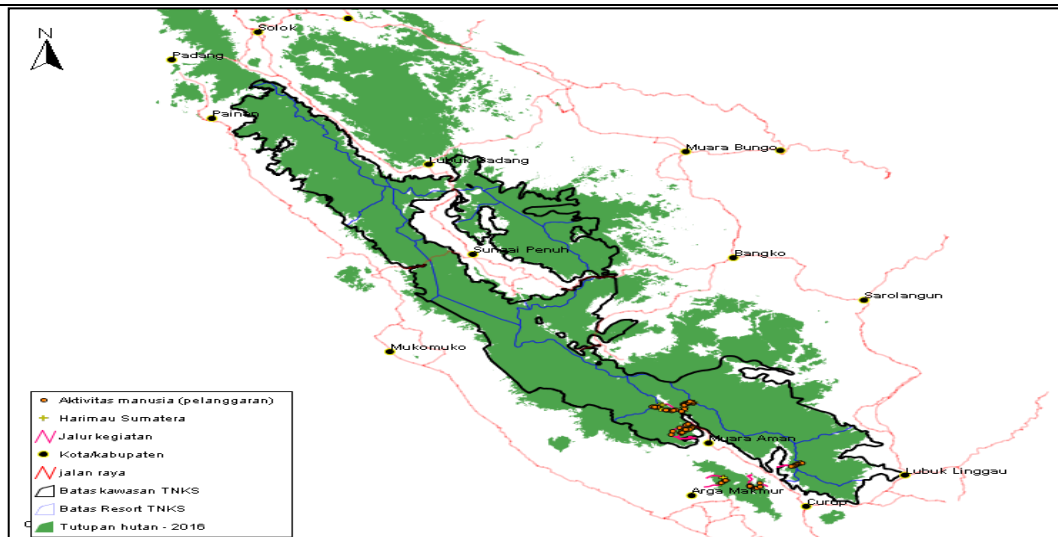 N
Solok
Padang
Painan
Lubuk Gadang
Muara Bungo
Sungai Penuh
Bangko
Sarolangun
Mukomuko
Muara Aman
Lubuk Linggau
Arga Makmur
Curup
Aktivitas manusia (pelanggaran)
Harimau Sumatera
Jalur kegiatan
Kota/kabupaten
jalan raya
Batas kawasan TNKS
Batas Resort TNKS
Tutupan hutan - 2016